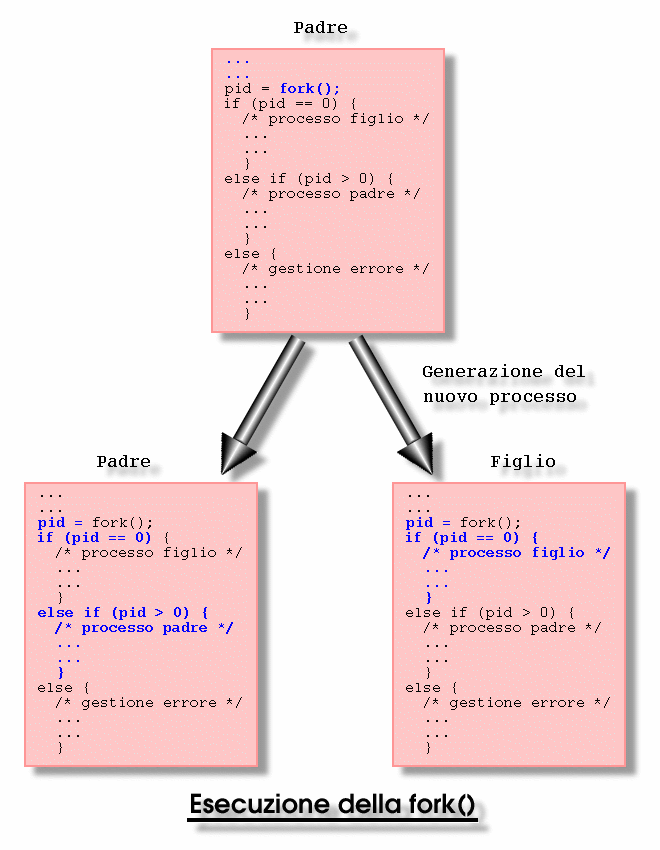 Padre
...
...
pid = fork();
if (pid == 0) {
/* processo figlio */
...
...
}
else if (pid > 0) {
/* processo padre */
...
...
}
else {
/* gestione errore */
...
...
}
Generazione del
nuovo processo
Padre
...
...
pid = fork();
if (pid == 0) {
/* processo figlio */
...
...
}
else if (pid > 0) {
/* processo padre */
...
...
}
else {
/* gestione errore */
...
...
}
Figlio
...
...
pid = fork();
if (pid == 0) {
/* processo figlio */
...
...
}
else if (pid > 0) {
/* processo padre */
...
...
}
else {
/* gestione errore */
...
...
}
Esecuzione della fork()